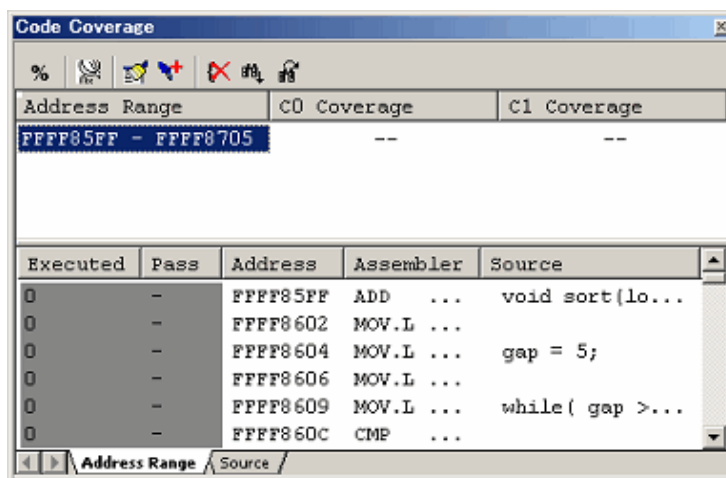 Code Coverage
%
Address Range C0 Coverage C1 Coverage
FFFF85FF - FFFF8705 -- --
Executed Pass Address Assembler Source
0 - FFFF85FF ADD ... void sort(lo...
0 - FFFF8602 MOV.L ...
0 - FFFF8604 MOV.L ... gap = 5;
0 - FFFF8606 MOV.L ...
0 - FFFF8609 MOV.L ... while( gap >...
0 - FFFF860C CMP ...
Address Range Source